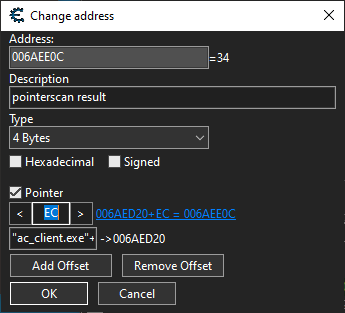 Change address
Address:
006AEE0C =34
Description
pointerscan result
Type
4 Bytes
Hexadecimal Signed
Pointer
< EC > 006AED20+EC = 006AEE0C
"ac_client.exe"+ ->006AED20
Add Offset Remove Offset
OK Cancel